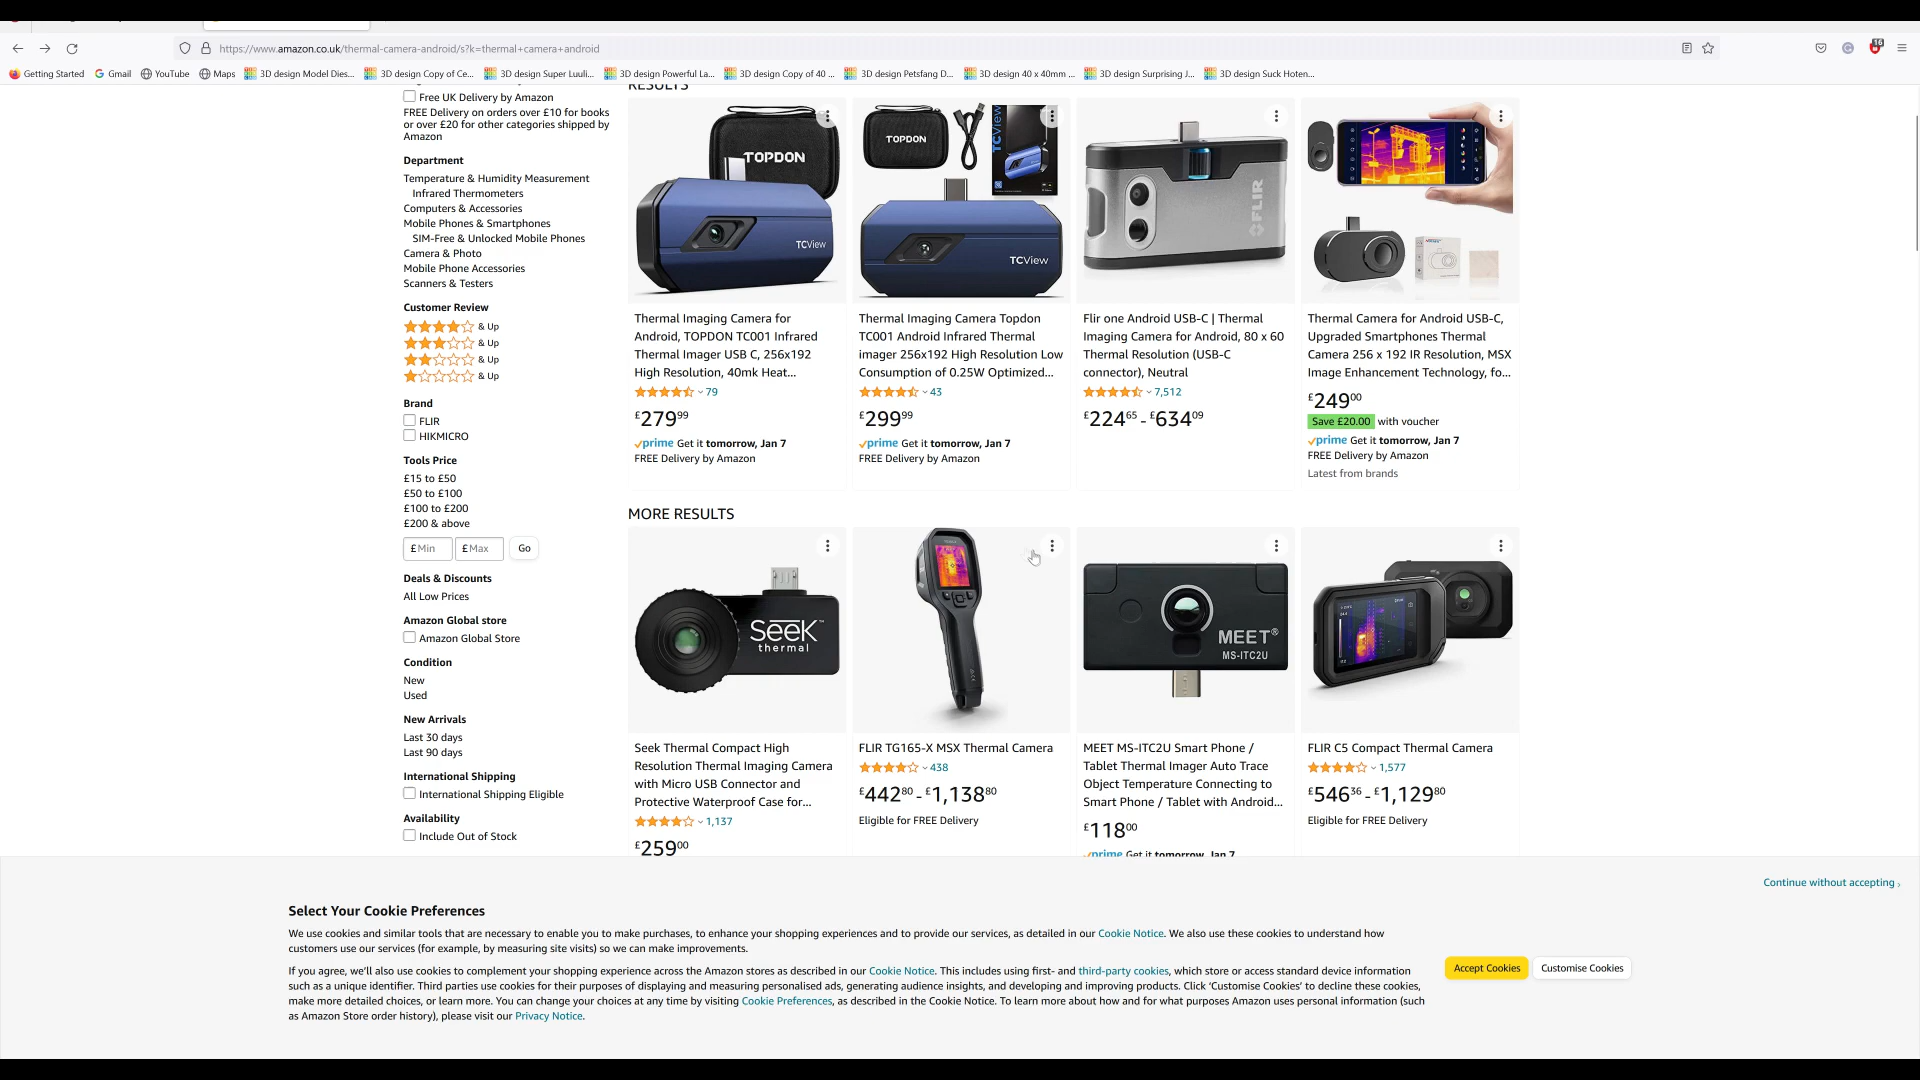 https://www.amazon.co.uk/thermal-camera-android/s?k=thermal+camera+android
16
Getting Started
Gmail
YouTube
Maps
3D design Model Dies...
3D design Copy of Ce...
3D design Super Luuli...
3D design Powerful La...
3D design Copy of 40 ...
3D design Petsfang D...
3D design 40 x 40mm ...
3D design Surprising J...
3D design Suck Hoten...
Free UK Delivery by Amazon
FREE Delivery on orders over £10 for books
or over £20 for other categories shipped by
Amazon
Department
Temperature & Humidity Measurement
Infrared Thermometers
Computers & Accessories
Mobile Phones & Smartphones
SIM-Free & Unlocked Mobile Phones
Camera & Photo
Mobile Phone Accessories
Scanners & Testers
Customer Review
& Up
& Up
& Up
& Up
Brand
FLIR
HIKMICRO
Tools Price
£15 to £50
£50 to £100
£100 to £200
£200 & above
£ Min
£ Max
Go
Deals & Discounts
All Low Prices
Amazon Global store
Amazon Global Store
Condition
New
Used
New Arrivals
Last 30 days
Last 90 days
International Shipping
International Shipping Eligible
Availability
Include Out of Stock
RESULTS
TOPDON
TCView
Thermal Imaging Camera for
Android, TOPDON TC001 Infrared
Thermal Imager USB C, 256x192
High Resolution, 40mk Heat...
79
£279.99
prime Get it tomorrow, Jan 7
FREE Delivery by Amazon
TOPDON
TCView
TCView
Thermal Imaging Camera Topdon
TC001 Android Infrared Thermal
imager 256x192 High Resolution Low
Consumption of 0.25W Optimized...
43
£299.99
prime Get it tomorrow, Jan 7
FREE Delivery by Amazon
FLIR
Flir one Android USB-C | Thermal
Imaging Camera for Android, 80 x 60
Thermal Resolution (USB-C
connector), Neutral
7,512
£224.65 - £634.09
Thermal Camera for Android USB-C,
Upgraded Smartphones Thermal
Camera 256 x 192 IR Resolution, MSX
Image Enhancement Technology, fo...
£249.00
Save £20.00 with voucher
prime Get it tomorrow, Jan 7
FREE Delivery by Amazon
Latest from brands
MORE RESULTS
Seek
thermal
Seek Thermal Compact High
Resolution Thermal Imaging Camera
with Micro USB Connector and
Protective Waterproof Case for...
1,137
£259.00
FLIR TG165-X MSX Thermal Camera
438
£442.80 - £1,138.80
Eligible for FREE Delivery
MEET®
MS-ITC2U
MEET MS-ITC2U Smart Phone /
Tablet Thermal Imager Auto Trace
Object Temperature Connecting to
Smart Phone / Tablet with Android...
£118.00
prime Get it tomorrow, Jan 7
FLIR C5 Compact Thermal Camera
1,577
£546.36 - £1,129.80
Eligible for FREE Delivery
Continue without accepting
Select Your Cookie Preferences
We use cookies and similar tools that are necessary to enable you to make purchases, to enhance your shopping experiences and to provide our services, as detailed in our Cookie Notice. We also use these cookies to understand how
customers use our services (for example, by measuring site visits) so we can make improvements.
If you agree, we'll also use cookies to complement your shopping experience across the Amazon stores as described in our Cookie Notice. This includes using first- and third-party cookies, which store or access standard device information
such as a unique identifier. Third parties use cookies for their purposes of displaying and measuring personalised ads, generating audience insights, and developing and improving products. Click 'Customise Cookies' to decline these cookies,
make more detailed choices, or learn more. You can change your choices at any time by visiting Cookie Preferences, as described in the Cookie Notice. To learn more about how and for what purposes Amazon uses personal information (such
as Amazon Store order history), please visit our Privacy Notice.
Accept Cookies
Customise Cookies